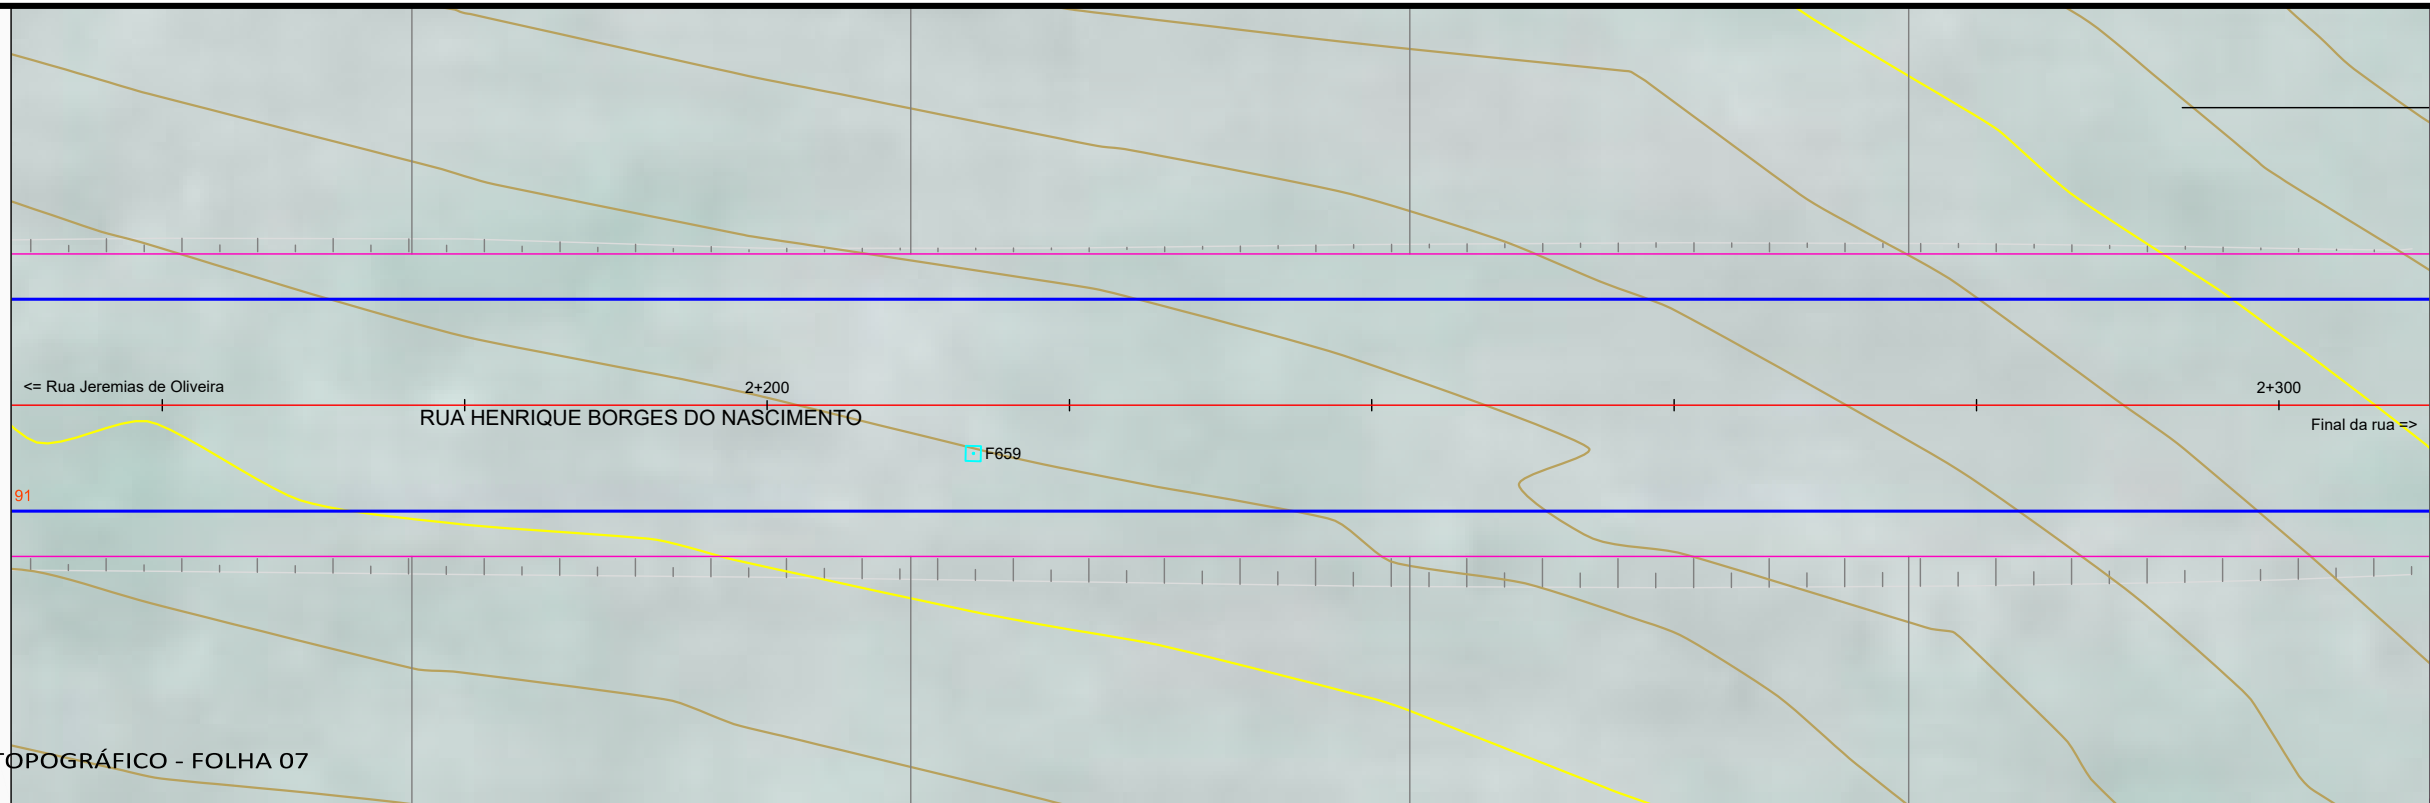 <= Rua Jeremias de Oliveira
2+200
2+300
RUA HENRIQUE BORGES DO NASCIMENTO
Final da rua =>
F659
91
TOPOGRÁFICO - FOLHA 07